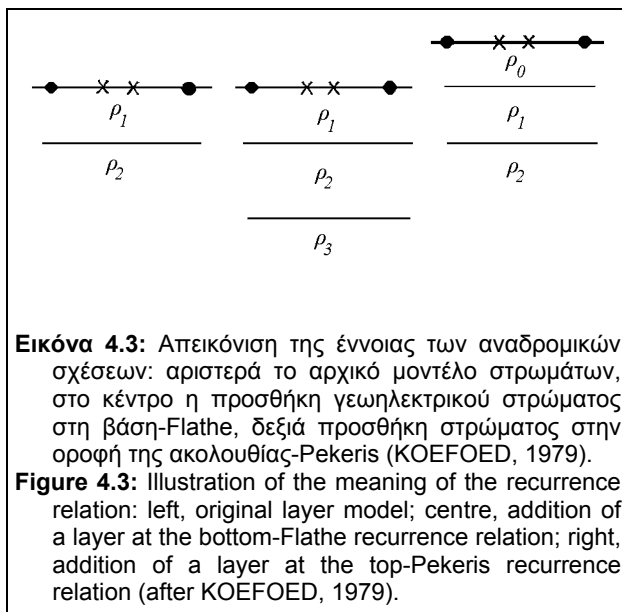 ρ0
ρ1 ρ1 ρ1
ρ2 ρ2 ρ2
ρ3
Εικόνα 4.3: Απεικόνιση της έννοιας των αναδρομικών
σχέσεων: αριστερά το αρχικό μοντέλο στρωμάτων,
στο κέντρο η προσθήκη γεωηλεκτρικού στρώματος
στη βάση-Flathe, δεξιά προσθήκη στρώματος στην
οροφή της ακολουθίας-Pekeris (KOEFOED, 1979).
Figure 4.3: Illustration of the meaning of the recurrence
relation: left, original layer model; centre, addition of
a layer at the bottom-Flathe recurrence relation; right,
addition of a layer at the top-Pekeris recurrence
relation (after KOEFOED, 1979).